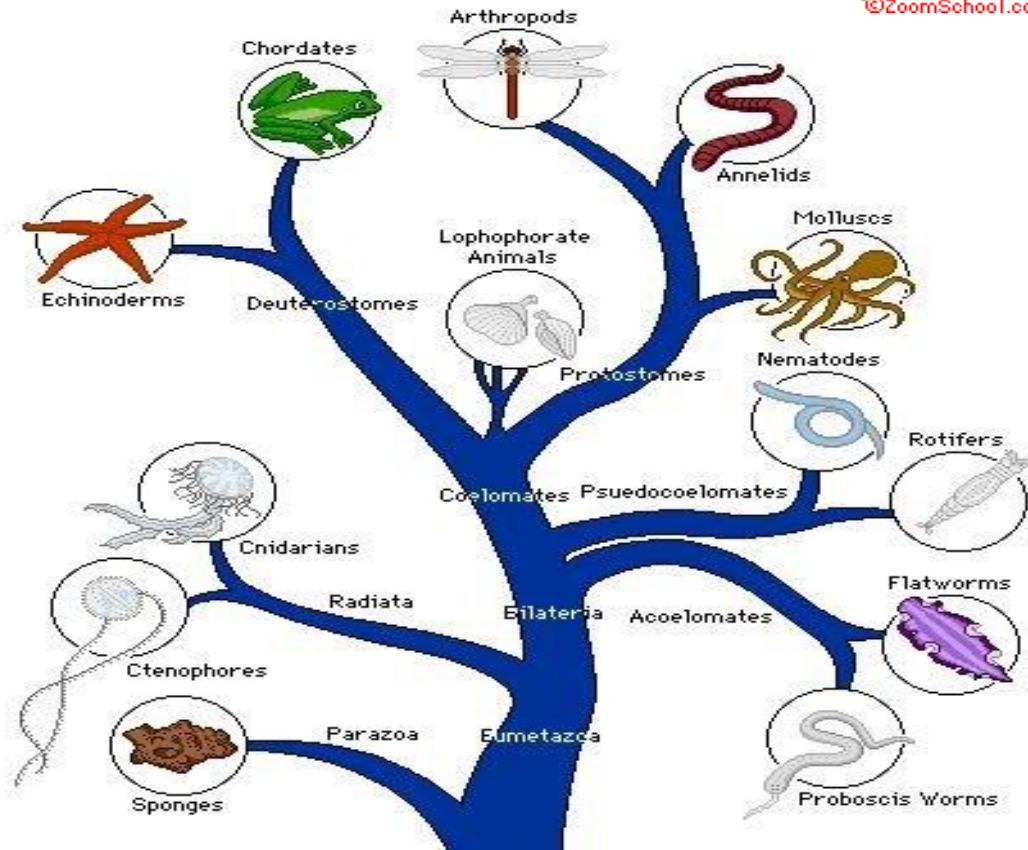 ©ZoomSchool.co
Arthropods
Chordates
Annelids
Molluscs
Lophophorate
Animals
Echinoderms
Deuterostomes
Protostomes
Nematodes
Rotifers
Coelomates
Psuedocoelomates
Cnidarians
Flatworms
Radiata
Bilateria
Acoelomates
Ctenophores
Parazoa
Eumetazoa
Sponges
Proboscis Worms